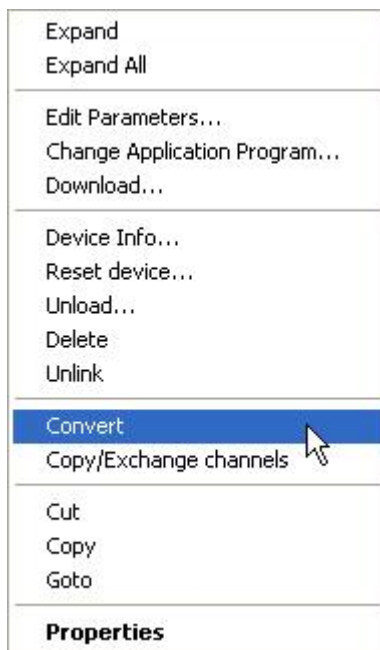 Expand
Expand All
Edit Parameters...
Change Application Program...
Download...
Device Info...
Reset device...
Unload...
Delete
Unlink
Convert
Copy/Exchange channels
Cut
Copy
Goto
Properties